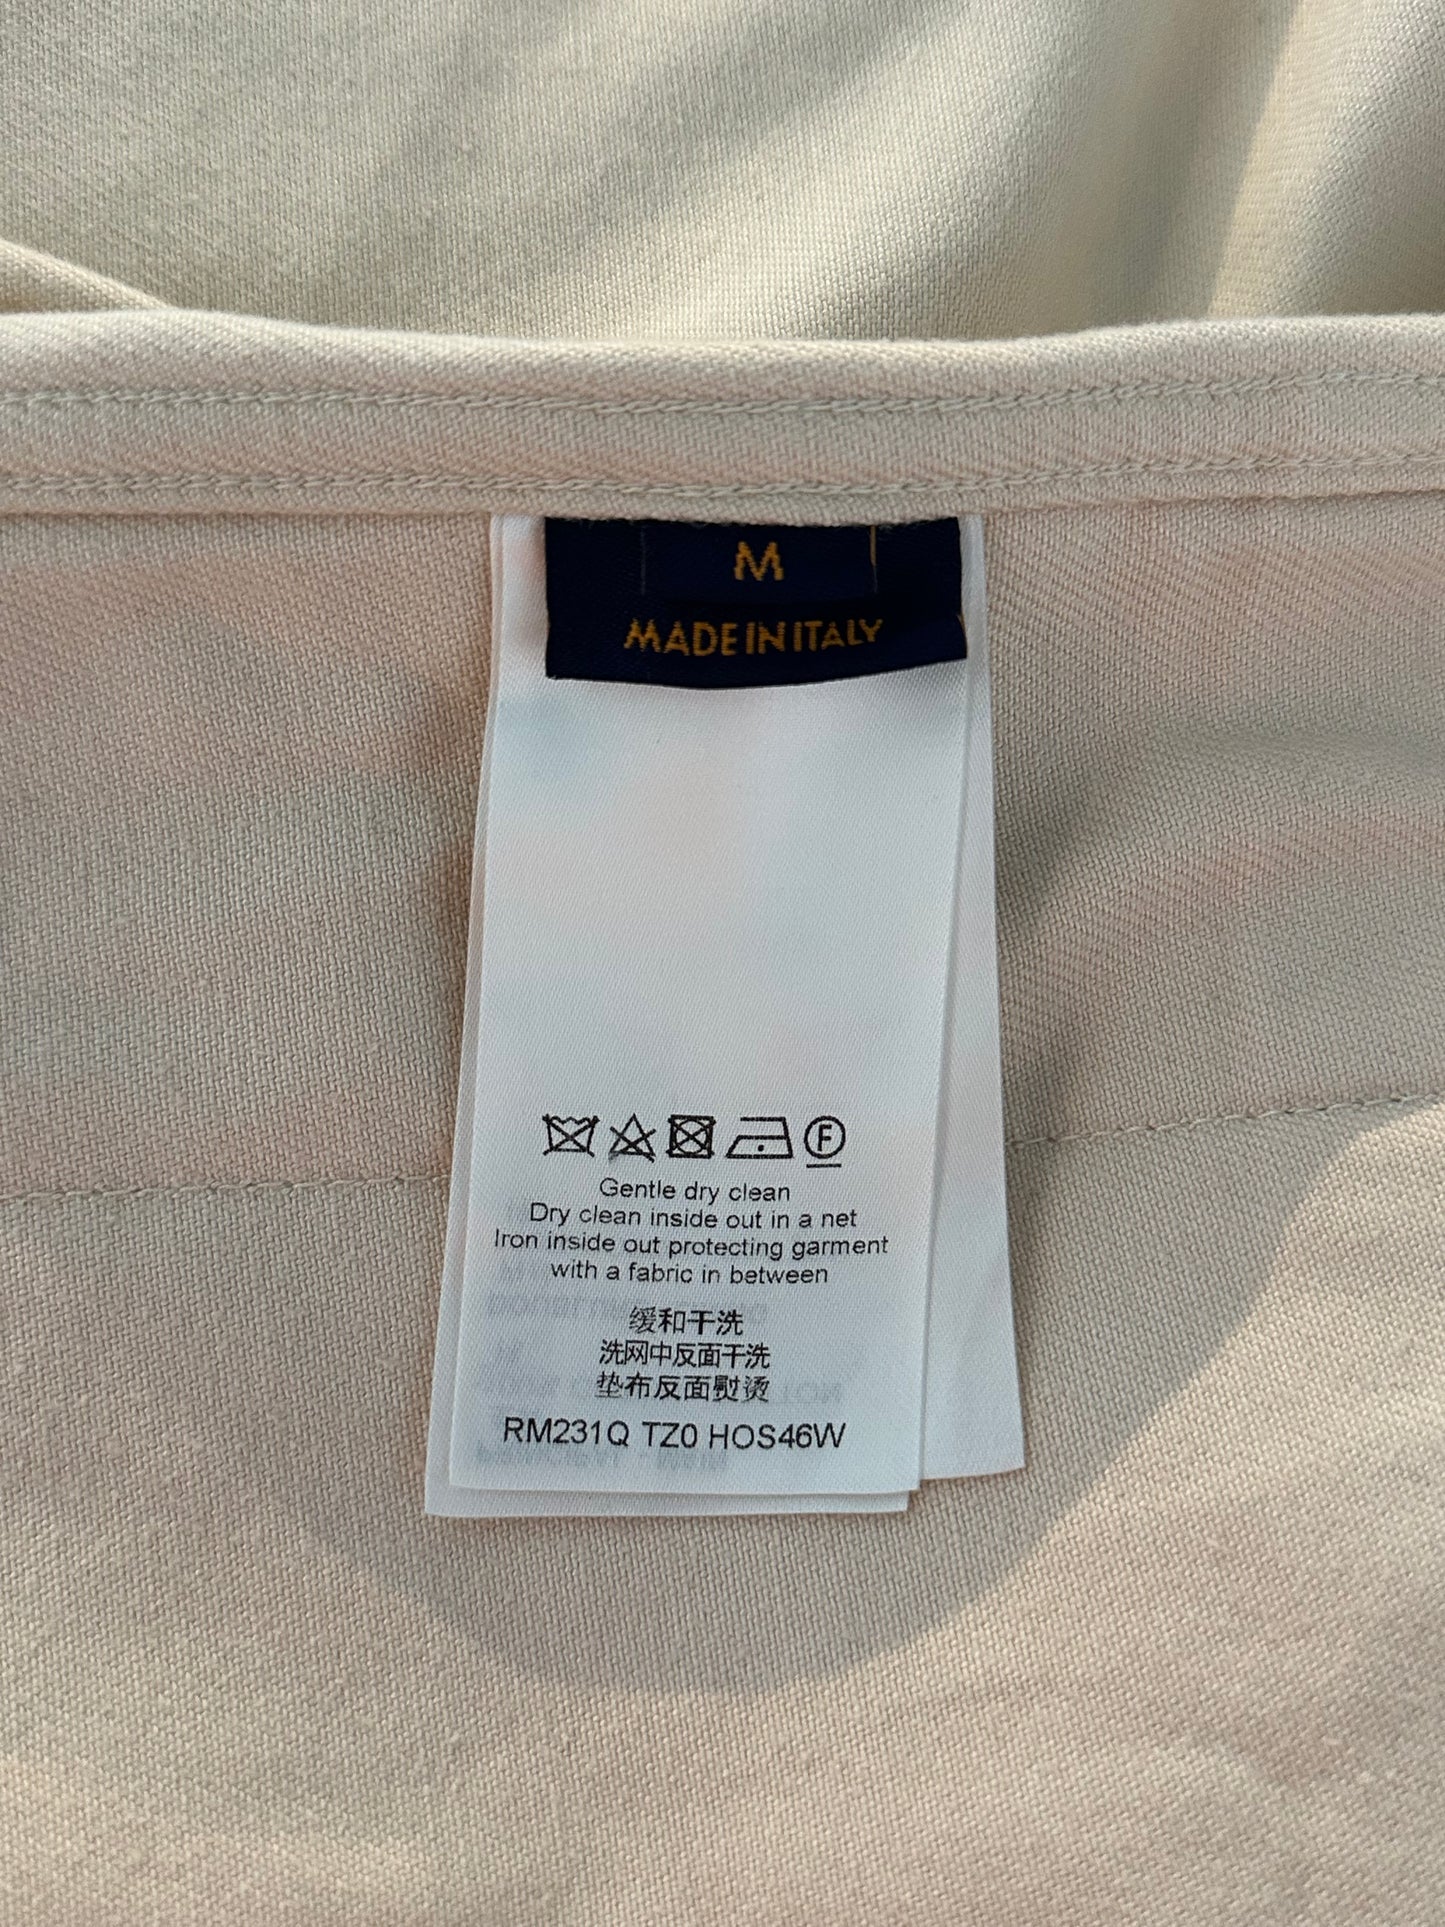 M
MADE IN ITALY
F
Gentle dry clean
Dry clean inside out in a net
Iron inside out protecting garment
with a fabric in between
缓和干洗
洗网中反面干洗
垫布反面熨烫
RM231Q TZ0 HOS46W